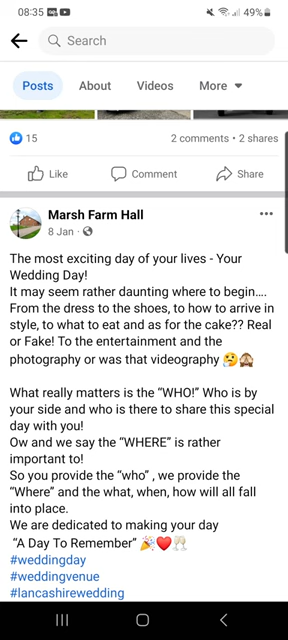 08:35
49%
Search
Posts
About
Videos
More
15
2 comments • 2 shares
Like
Comment
Share
Marsh Farm Hall
8 Jan ·
The most exciting day of your lives - Your
Wedding Day!
It may seem rather daunting where to begin....
From the dress to the shoes, to how to arrive in
style, to what to eat and as for the cake?? Real
or Fake! To the entertainment and the
photography or was that videography 🤔🙈
What really matters is the “WHO!” Who is by
your side and who is there to share this special
day with you!
Ow and we say the “WHERE” is rather
important to!
So you provide the “who” , we provide the
“Where” and the what, when, how will all fall
into place.
We are dedicated to making your day
“A Day To Remember” 🎉❤️🥂
#weddingday
#weddingvenue
#lancashirewedding